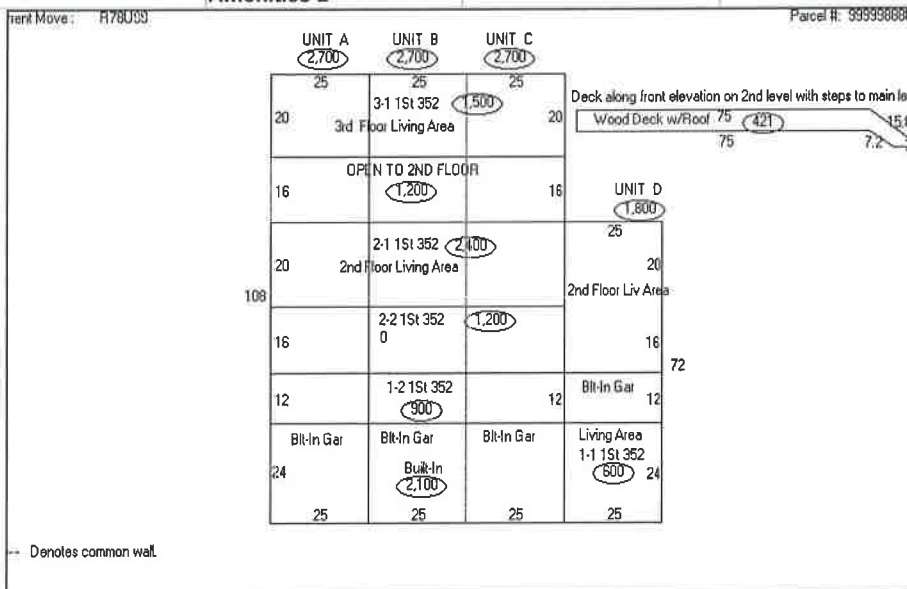 Amenities 2
ment Move: R78U99
Parcel #: 99999888
UNIT A UNIT B UNIT C
2,700 2,700 2,700
25 25 25
Deck along front elevation on 2nd level with steps to main le
20 3-1 1St 352 1,500 20
3rd Floor Living Area
Wood Deck w/Roof 75 421 15.
75 7.2
OPEN TO 2ND FLOOR
16 1,200 16
UNIT D
1,800
25
2-1 1St 352 2,400
20 2nd Floor Living Area 20
2nd Floor Liv Area
108
2-2 1St 352 1,200
0
16 16
72
1-2 1St 352 Blt-In Gar
12 900 12 12
Blt-In Gar Blt-In Gar Blt-In Gar Living Area
1-1 1St 352
24 Built-In 600 24
2,100
25 25 25 25
-- Denotes common wall.